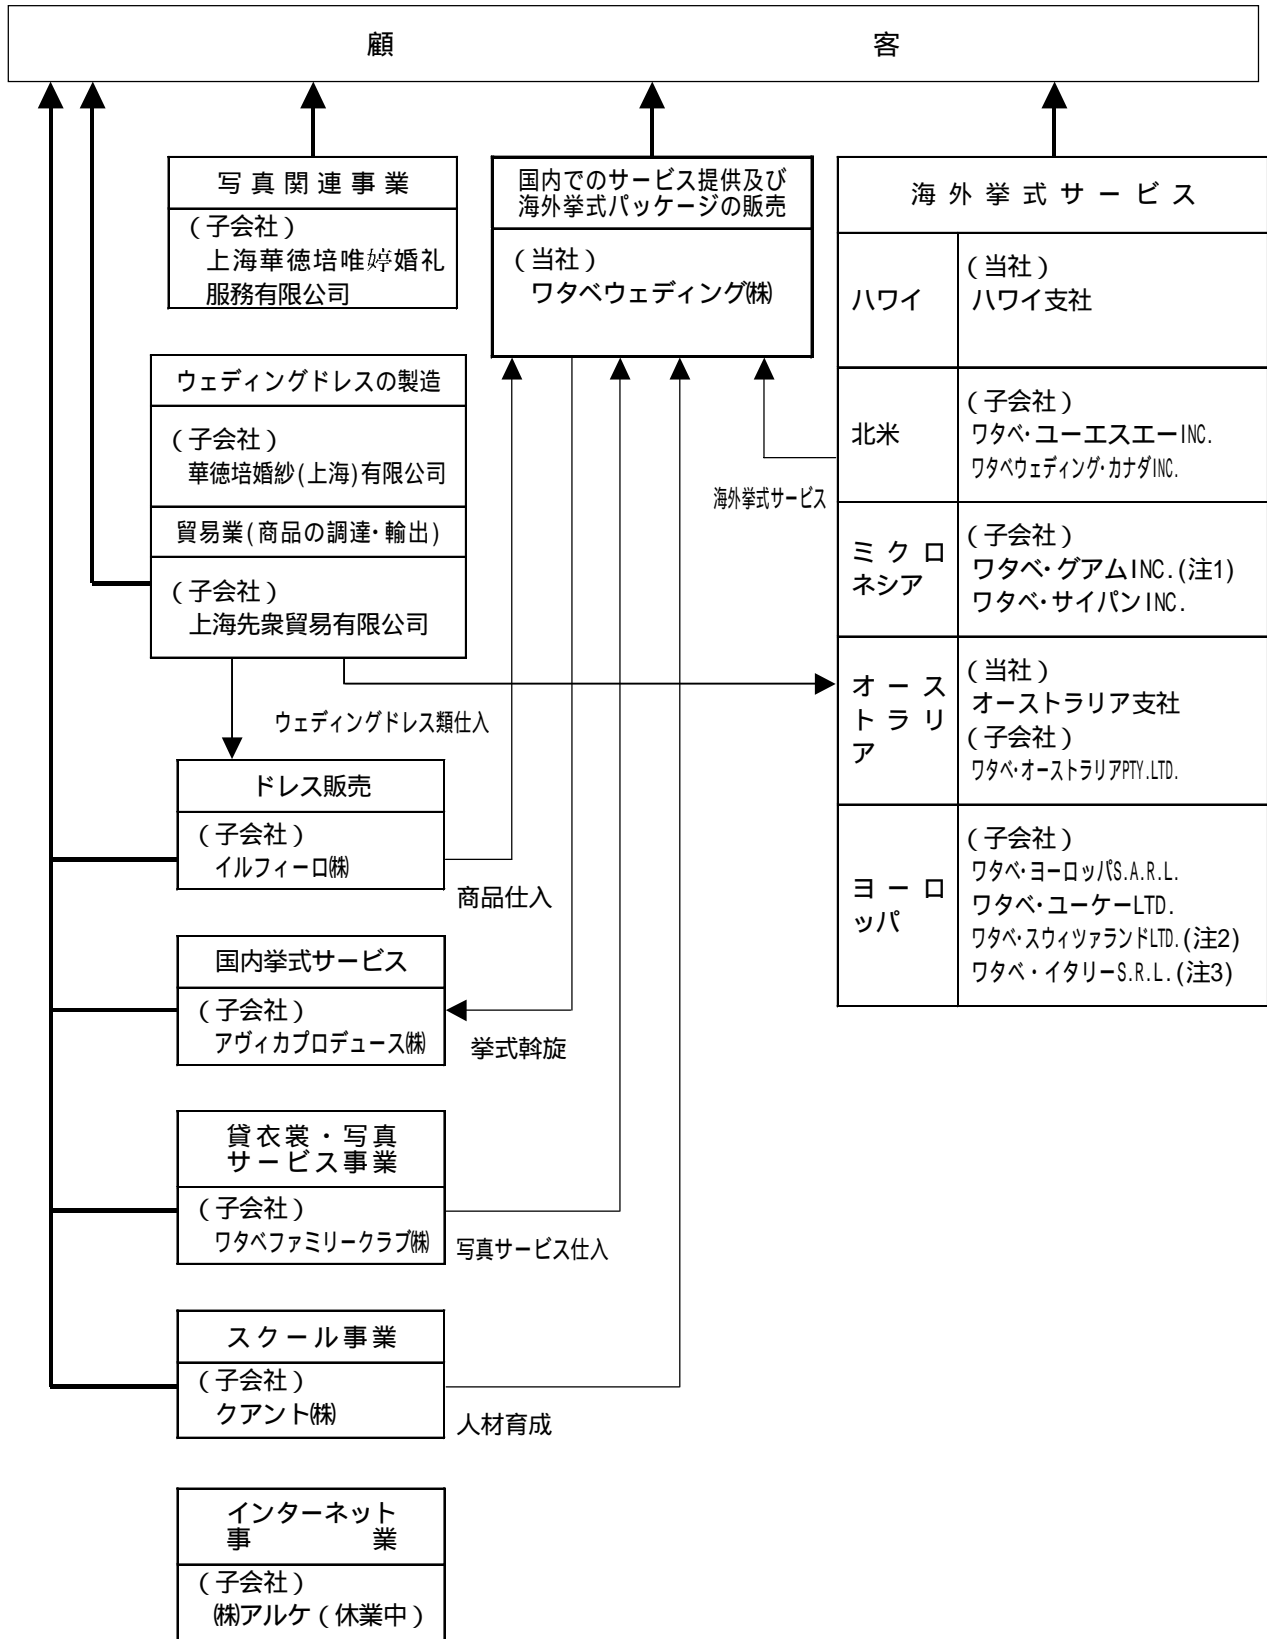 顧客
写真関連事業
（子会社）
上海華徳培唯婷婚礼
服務有限公司
国内でのサービス提供及び
海外挙式パッケージの販売
（当社）
ワタベウェディング㈱
海外挙式サービス
ハワイ
（当社）
ハワイ支社
北米
（子会社）
ワタベ・ユーエスエーINC.
ワタベウェディング・カナダINC.
ミクロ
ネシア
（子会社）
ワタベ・グアムINC.(注1)
ワタベ・サイパンINC.
オース
トラリ
ア
（当社）
オーストラリア支社
（子会社）
ワタベ・オーストラリアPTY.LTD.
ヨーロ
ッパ
（子会社）
ワタベ・ヨーロッパS.A.R.L.
ワタベ・ユーケーLTD.
ワタベ・スウィツァランドLTD.(注2)
ワタベ・イタリーS.R.L.(注3)
海外挙式サービス
ウェディングドレスの製造
（子会社）
華徳培婚紗(上海)有限公司
貿易業(商品の調達・輸出)
（子会社）
上海先衆貿易有限公司
ウェディングドレス類仕入
ドレス販売
（子会社）
イルフィーロ㈱
商品仕入
国内挙式サービス
（子会社）
アヴィカプロデュース㈱
挙式斡旋
貸衣裳・写真
サービス事業
（子会社）
ワタベファミリークラブ㈱
写真サービス仕入
スクール事業
（子会社）
クアント㈱
人材育成
インターネット
事業
（子会社）
㈱アルケ（休業中）